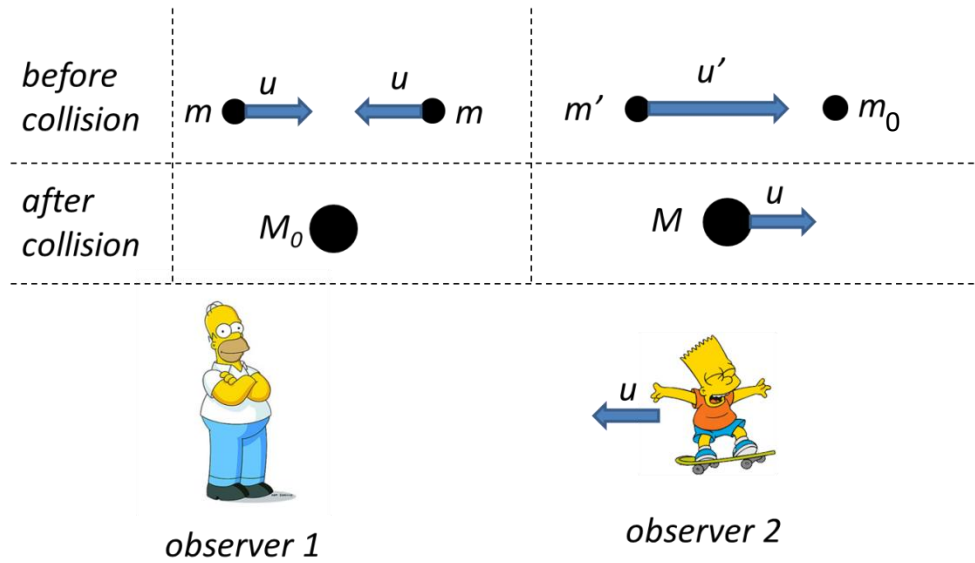 before
collision
m
u
u
m
m'
u'
m0
after
collision
M0
M
u
u
observer 1
observer 2